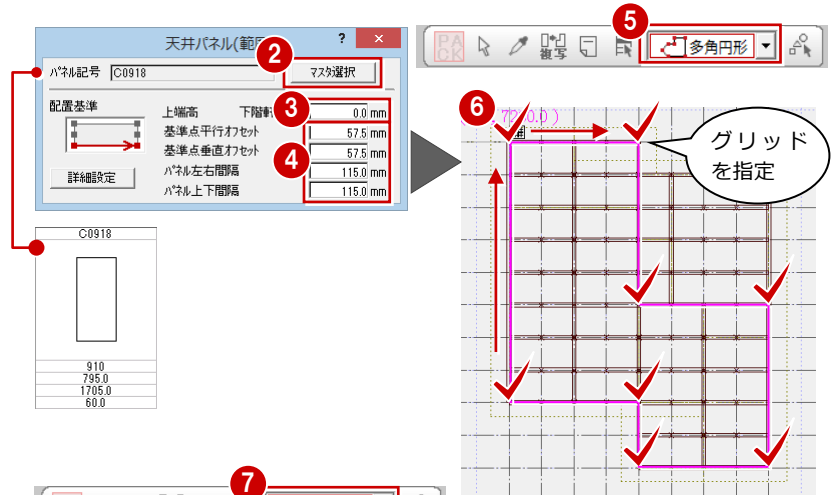 天井パネル(範
?
×
2
パネル記号 C0918
マスタ選択
配置基準
3
上端高 下階
0.0 mm
基準点平行オフセット
57.5 mm
基準点垂直オフセット
57.5 mm
4
パネル左右間隔
115.0 mm
パネル上下間隔
115.0 mm
詳細設定
C0918
910
795.0
1705.0
60.0
5
PACK
複写
多角円形
6
0.0 )
グリッド
を指定
7